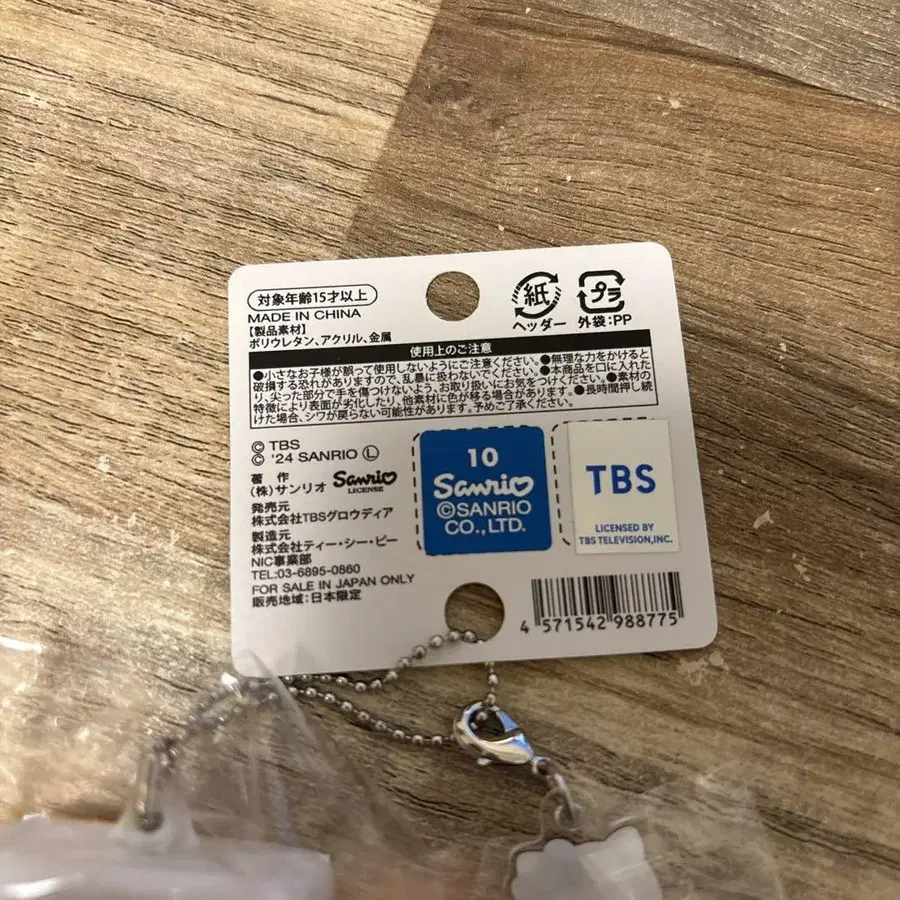 対象年齢15才以上
MADE IN CHINA
【製品素材】
ポリウレタン、アクリル、金属
紙
ヘッダー
プラ
外袋:PP
使用上のご注意
●小さなお子様が誤って使用しないようにご注意ください。●無理な力をかけると
破損する恐れがありますので、乱暴に扱わないでください。●本商品を口に入れた
り、尖った部分で手を傷つけないよう、お取り扱いにお気をつけください。●素材の
特徴により表面が劣化したり、他素材に色が移る場合があります。●長時間押し続
けた場合、シワが戻らない可能性があります。予めご了承ください。
© TBS
© '24 SANRIO Ⓛ
著 作
(株)サンリオ
Sanrio
LICENSE
発売元
株式会社TBSグロウディア
製造元
株式会社ティー・シー・ピー
NIC事業部
TEL:03-6895-0860
FOR SALE IN JAPAN ONLY
販売地域:日本限定
10
Sanrio
©SANRIO
CO.,LTD.
TBS
LICENSED BY
TBS TELEVISION,INC.
4 571542 988775